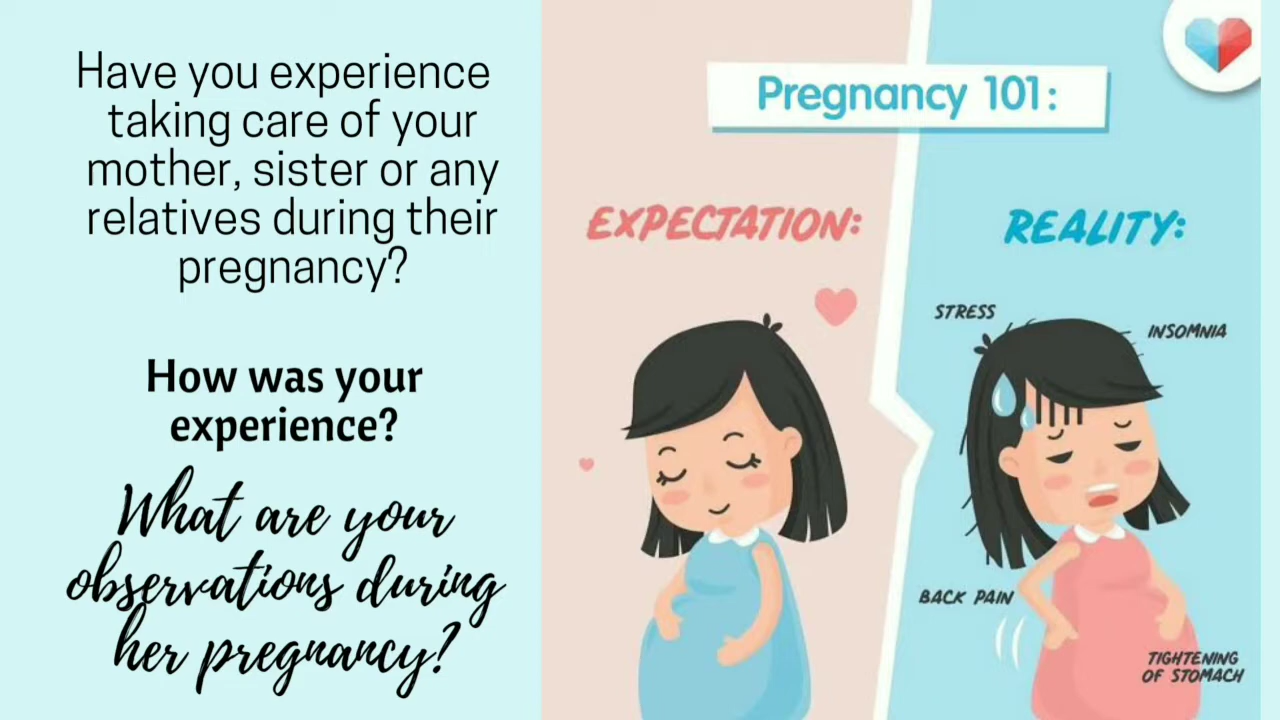 Have you experience
taking care of your
mother, sister or any
relatives during their
pregnancy?
How was your
experience?
What are your
observations during
her pregnancy?
Pregnancy 101:
EXPECTATION:
REALITY:
STRESS
INSOMNIA
BACK PAIN
TIGHTENING
OF STOMACH